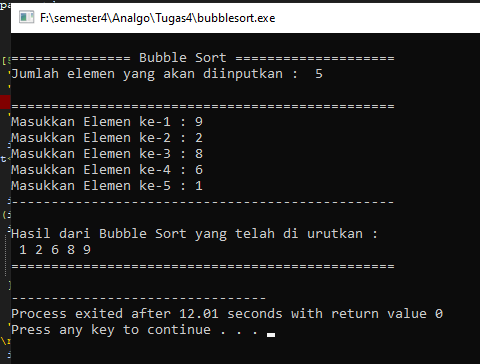 F:\semester4\Analgo\Tugas4\bubblesort.exe
=============== Bubble Sort ====================
Jumlah elemen yang akan diinputkan :  5
================================================
Masukkan Elemen ke-1 : 9
Masukkan Elemen ke-2 : 2
Masukkan Elemen ke-3 : 8
Masukkan Elemen ke-4 : 6
Masukkan Elemen ke-5 : 1
------------------------------------------------
Hasil dari Bubble Sort yang telah di urutkan :
 1 2 6 8 9
================================================
--------------------------------
Process exited after 12.01 seconds with return value 0
Press any key to continue . . .